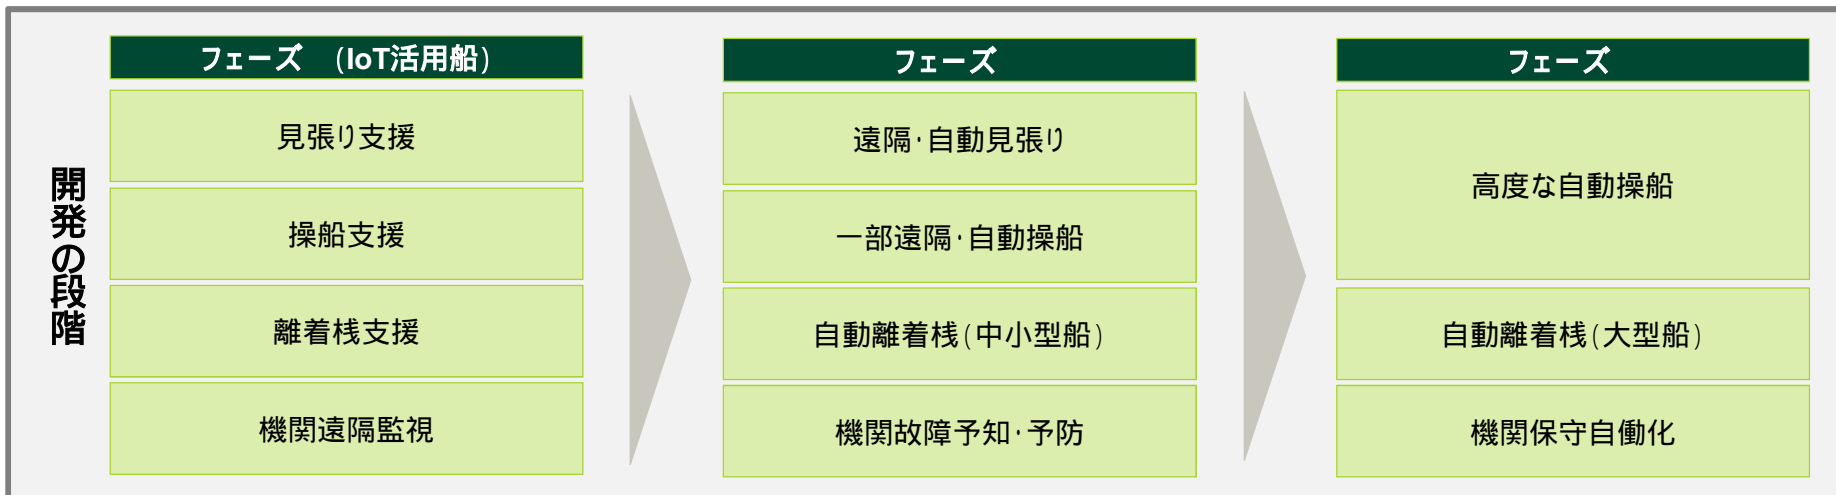 開発の段階
フェーズ (IoT活用船)
見張り支援
操船支援
離着桟支援
機関遠隔監視
フェーズ
遠隔・自動見張り
一部遠隔・自動操船
自動離着桟(中小型船)
機関故障予知・予防
フェーズ
高度な自動操船
自動離着桟(大型船)
機関保守自働化